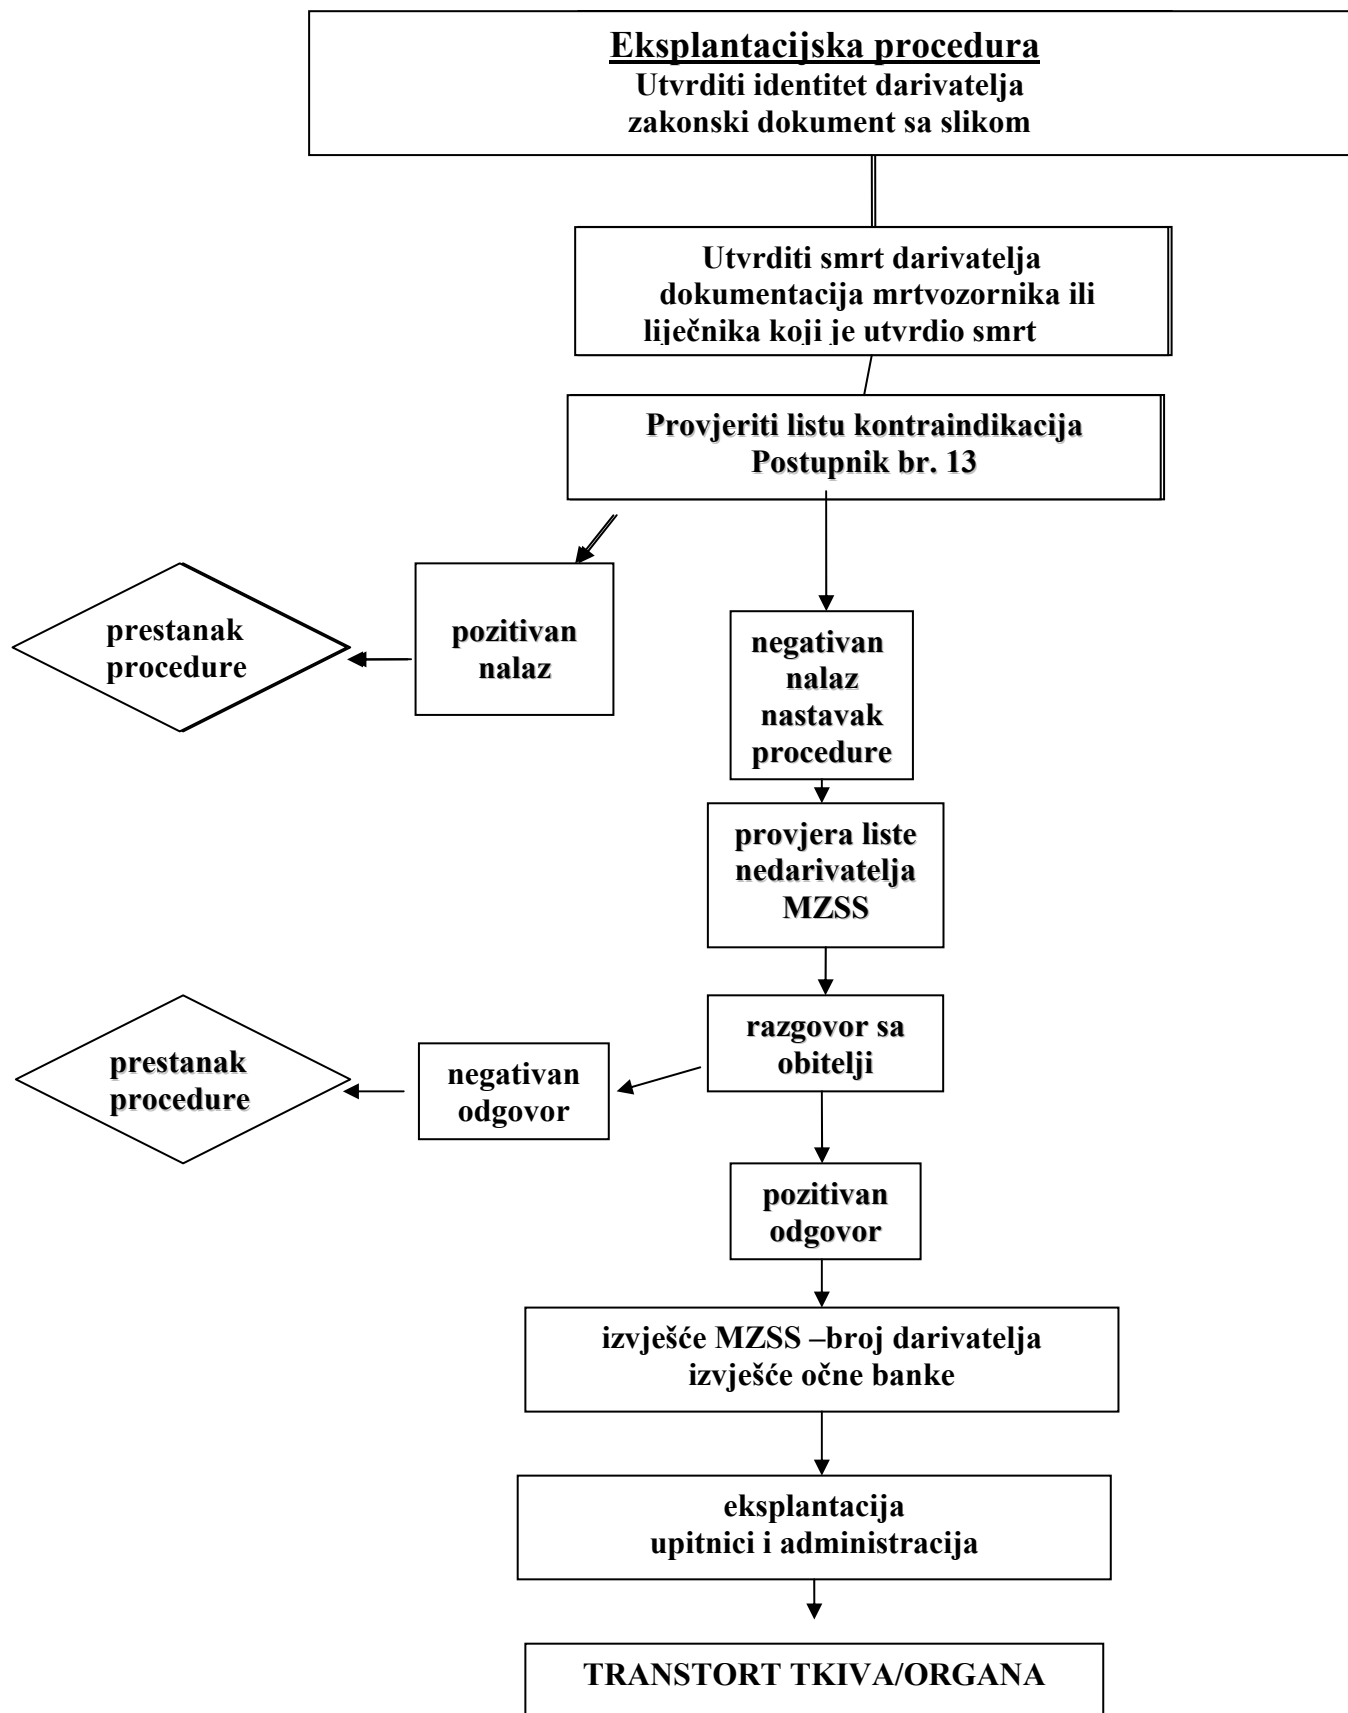 Eksplantacijska procedura
Utvrditi identitet darivatelja
zakonski dokument sa slikom
Utvrditi smrt darivatelja
dokumentacija mrtvozornika ili
liječnika koji je utvrdio smrt
Provjeriti listu kontraindikacija
Postupnik br. 13
prestanak
procedure
pozitivan
nalaz
negativan
nalaz
nastavak
procedure
provjera liste
nedarivatelja
MZSS
razgovor sa
obitelji
prestanak
procedure
negativan
odgovor
pozitivan
odgovor
izvješće MZSS –broj darivatelja
izvješće očne banke
eksplantacija
upitnici i administracija
TRANSTORT TKIVA/ORGANA